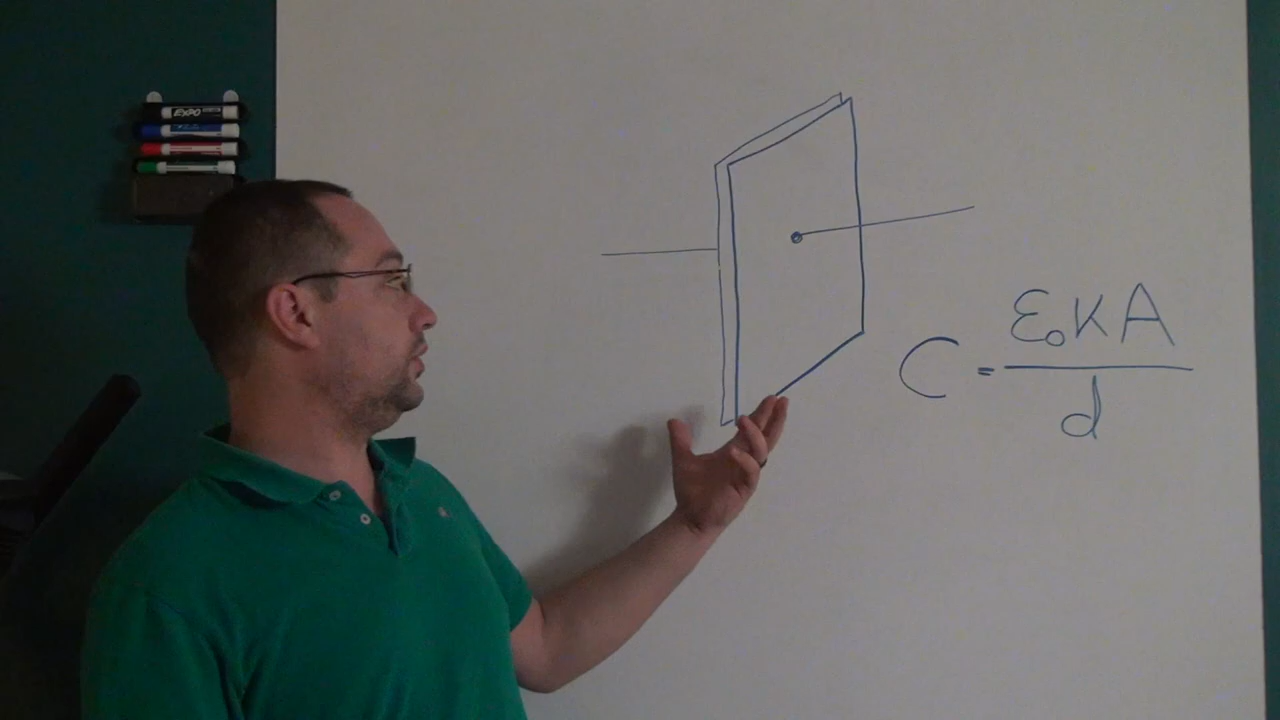 EXPO
C = ε₀KA / d